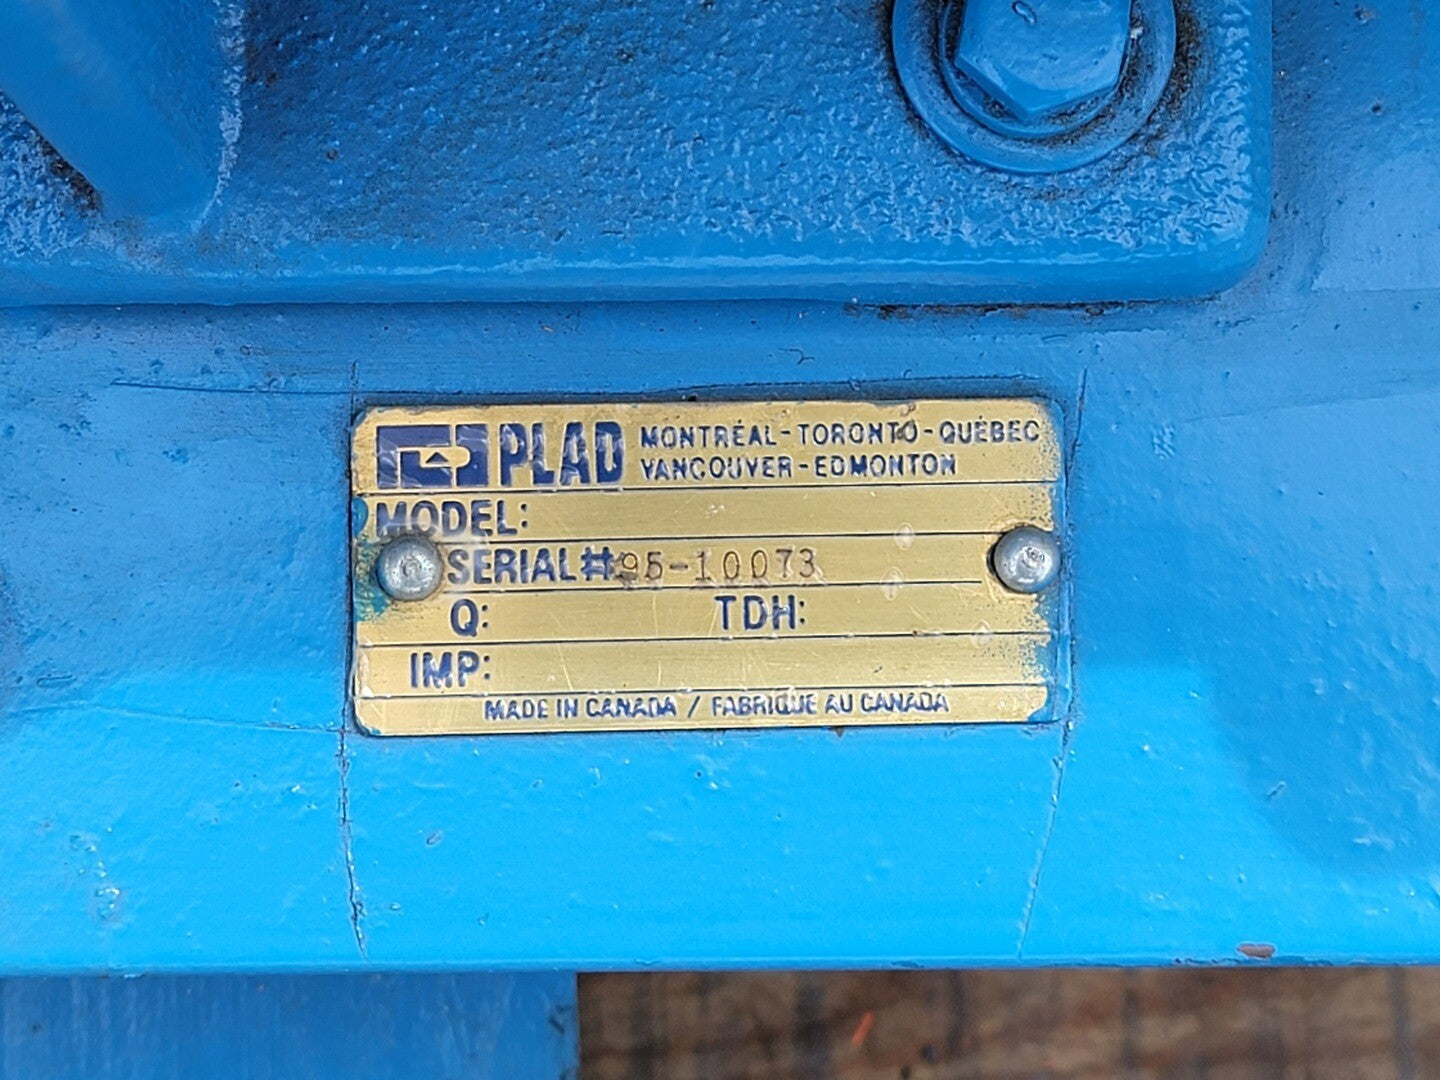 PLAD MONTRÉAL-TORONTO-QUÉBEC
VANCOUVER-EDMONTON
MODEL:
SERIAL# 95-10073
Q: TDH:
IMP:
MADE IN CANADA / FABRIQUE AU CANADA